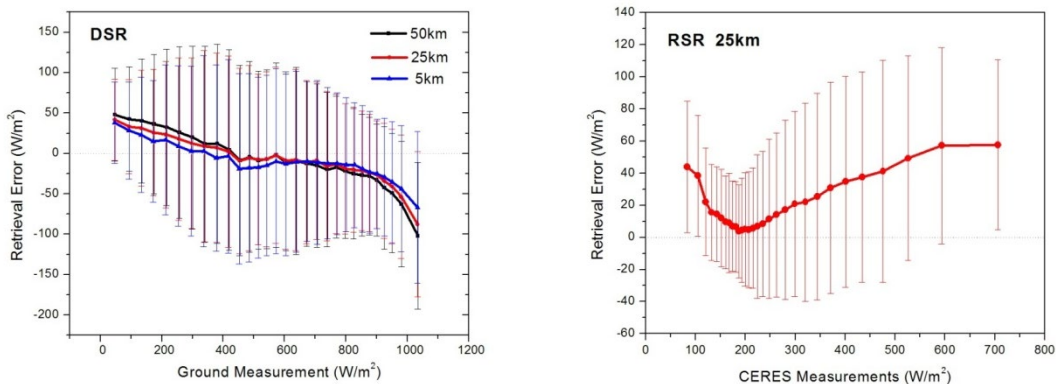 DSR
50km
25km
5km
150
100
50
0
-50
-100
-150
-200
Retrieval Error (W/m²)
0 200 400 600 800 1000 1200
Ground Measurement (W/m²)
RSR 25km
140
120
100
80
60
40
20
0
-20
-40
-60
Retrieval Error (W/m²)
0 100 200 300 400 500 600 700 800
CERES Measurements (W/m²)